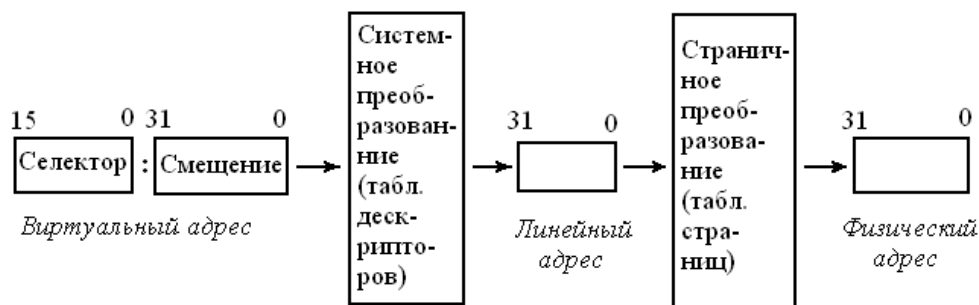 15 0 31 0
Селектор : Смещение
Виртуальный адрес
Систем-
ное
преоб-
разован-
ние
(табл.
деск-
рипто-
ров)
31 0
Линейный
адрес
Странич-
ное
преоб-
разова-
ние
(табл.
стра-
ниц)
31 0
Физический
адрес